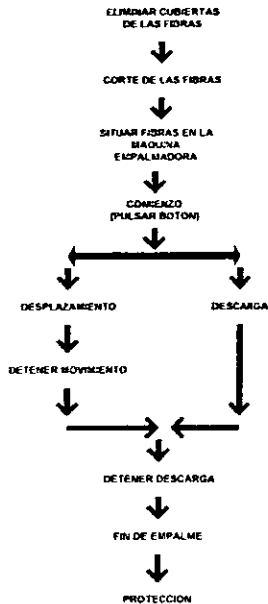 ELIMINAR CUBIERTAS
DE LAS FIBRAS
CORTE DE LAS FIBRAS
SITUAR FIBRAS EN LA
MAQUINA
EMPALMADORA
COMIENZO
(PULSAR BOTON)
DESPLAZAMIENTO
DESCARGA
DETENER MOVIMIENTO
DETENER DESCARGA
FIN DE EMPALME
PROTECCION